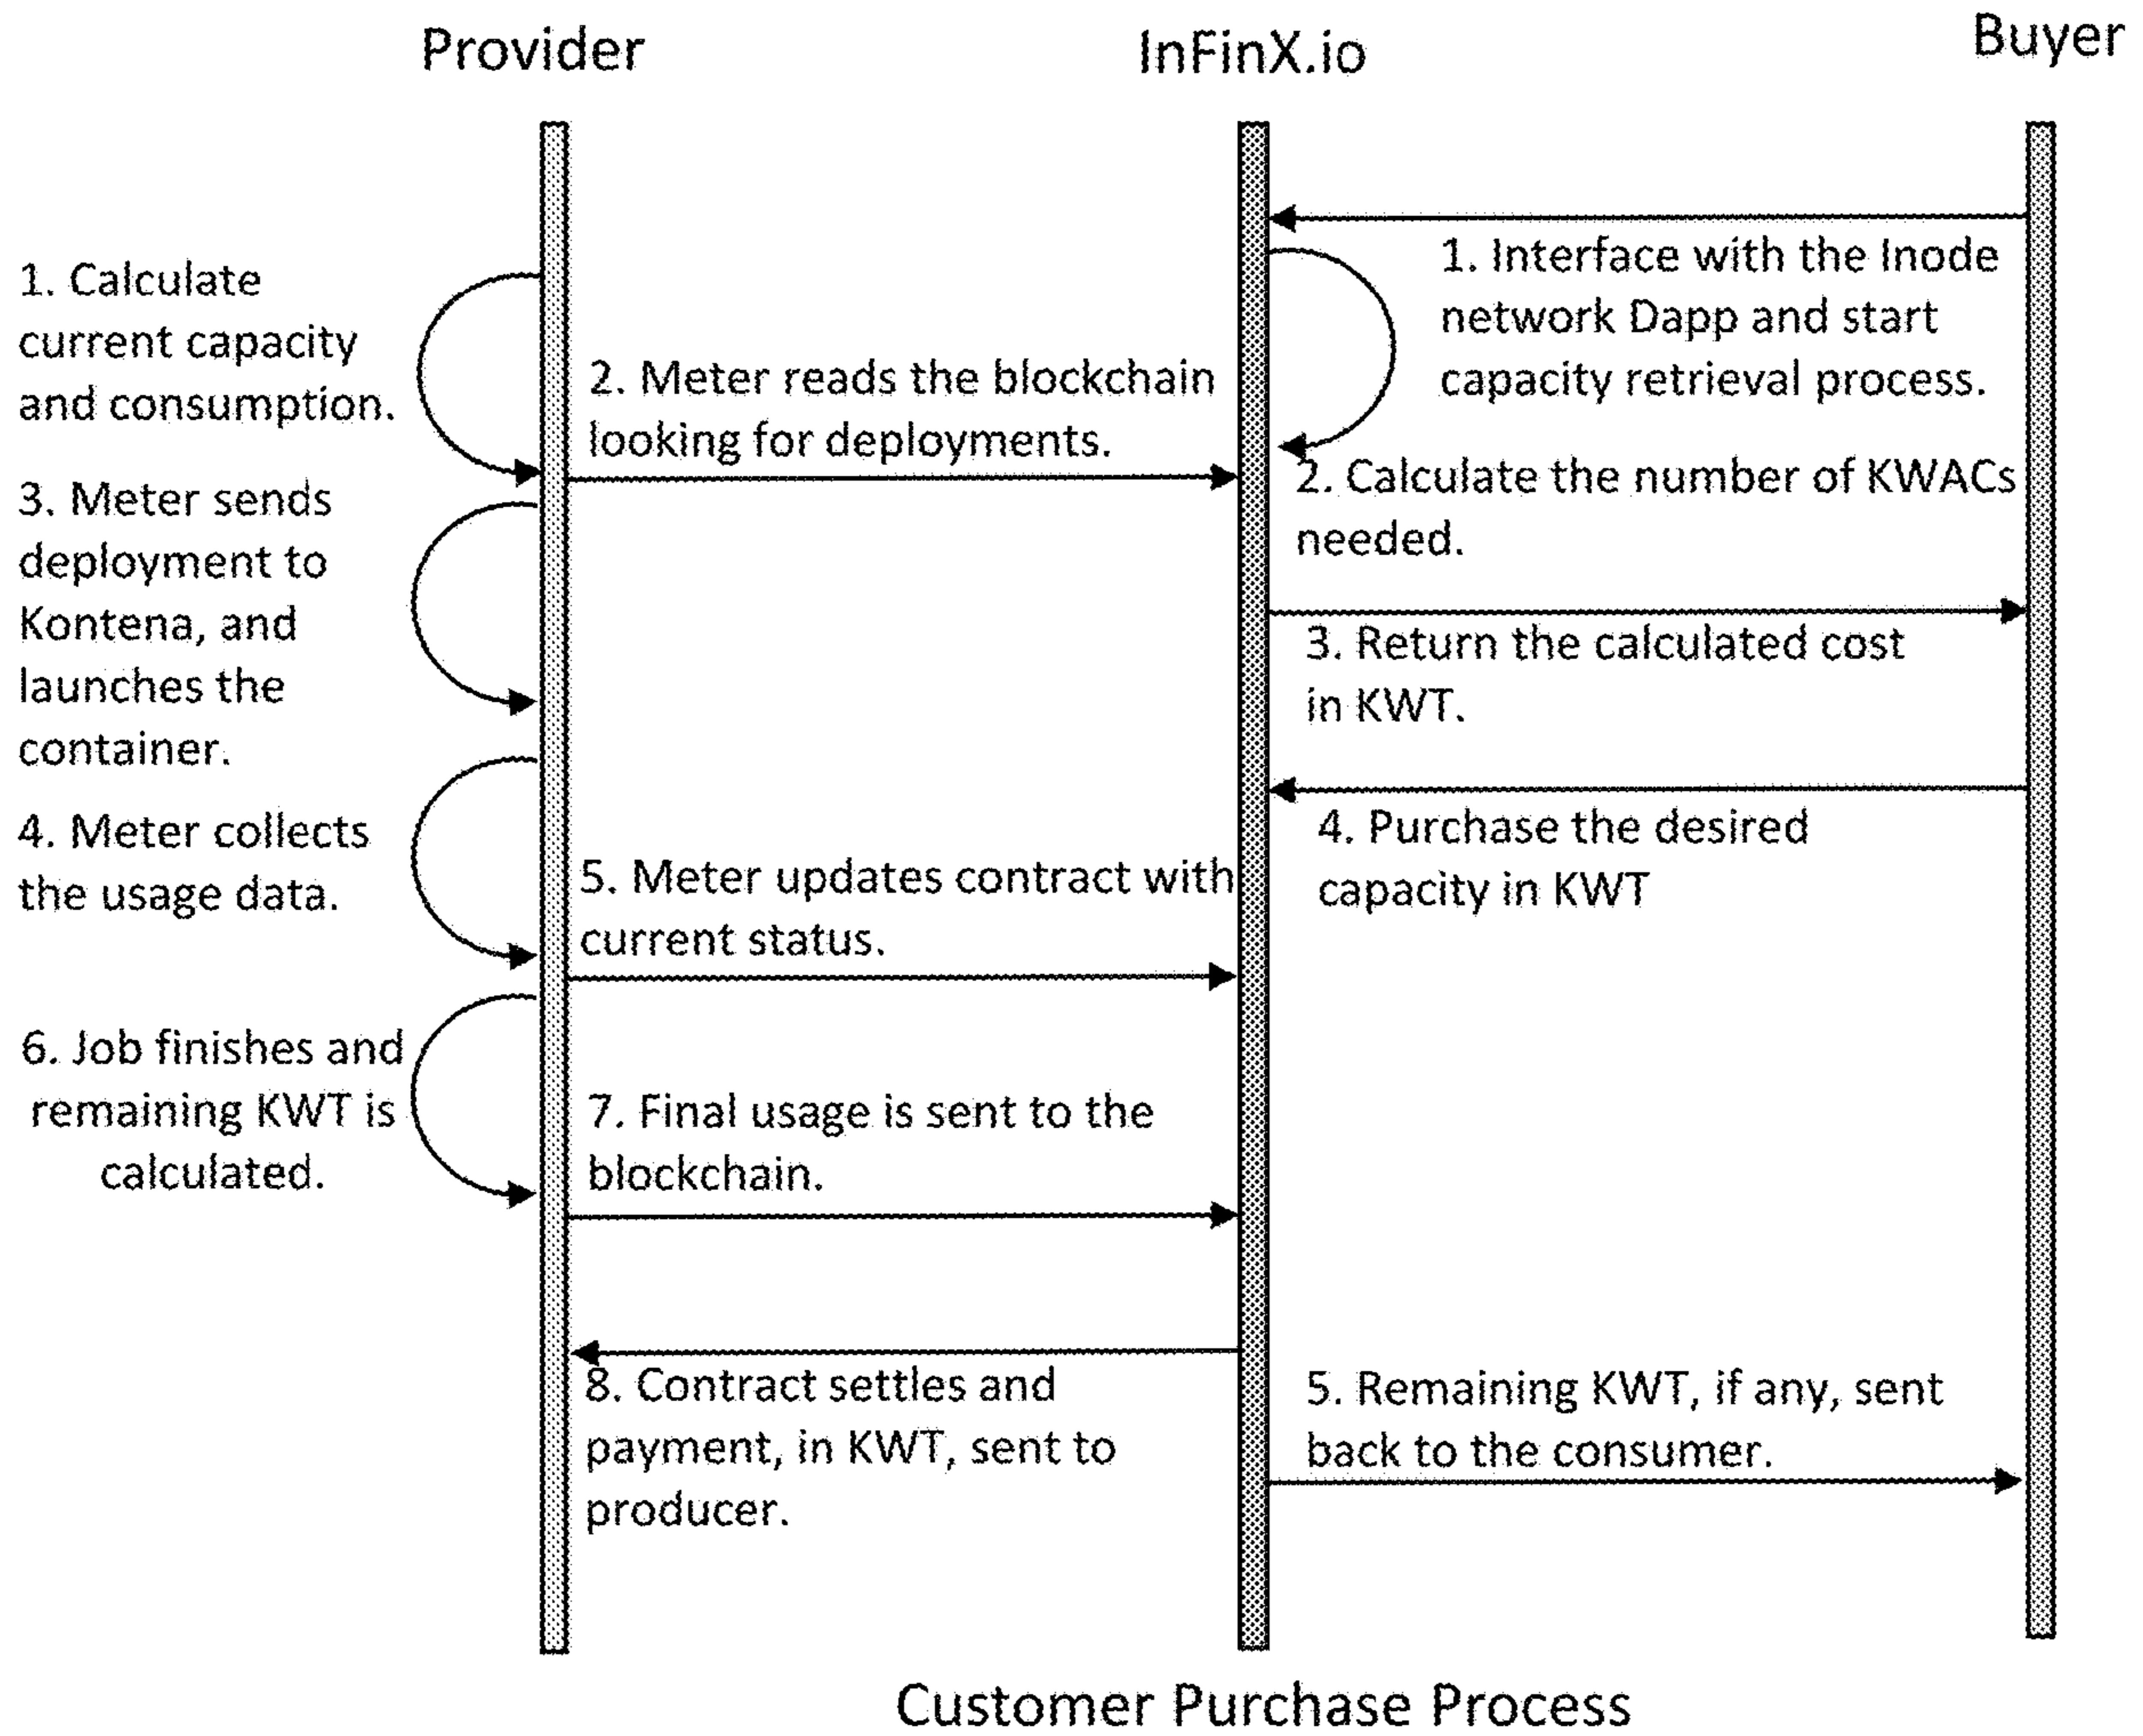 Provider
InFinX.io
Buyer
1. Calculate
current capacity
and consumption.
2. Meter reads the blockchain
looking for deployments.
3. Meter sends
deployment to
Kontena, and
launches the
container.
4. Meter collects
the usage data.
5. Meter updates contract with
current status.
6. Job finishes and
remaining KWT is
calculated.
7. Final usage is sent to the
blockchain.
8. Contract settles and
payment, in KWT, sent to
producer.
1. Interface with the Inode
network Dapp and start
capacity retrieval process.
2. Calculate the number of KWACs
needed.
3. Return the calculated cost
in KWT.
4. Purchase the desired
capacity in KWT
5. Remaining KWT, if any, sent
back to the consumer.
Customer Purchase Process